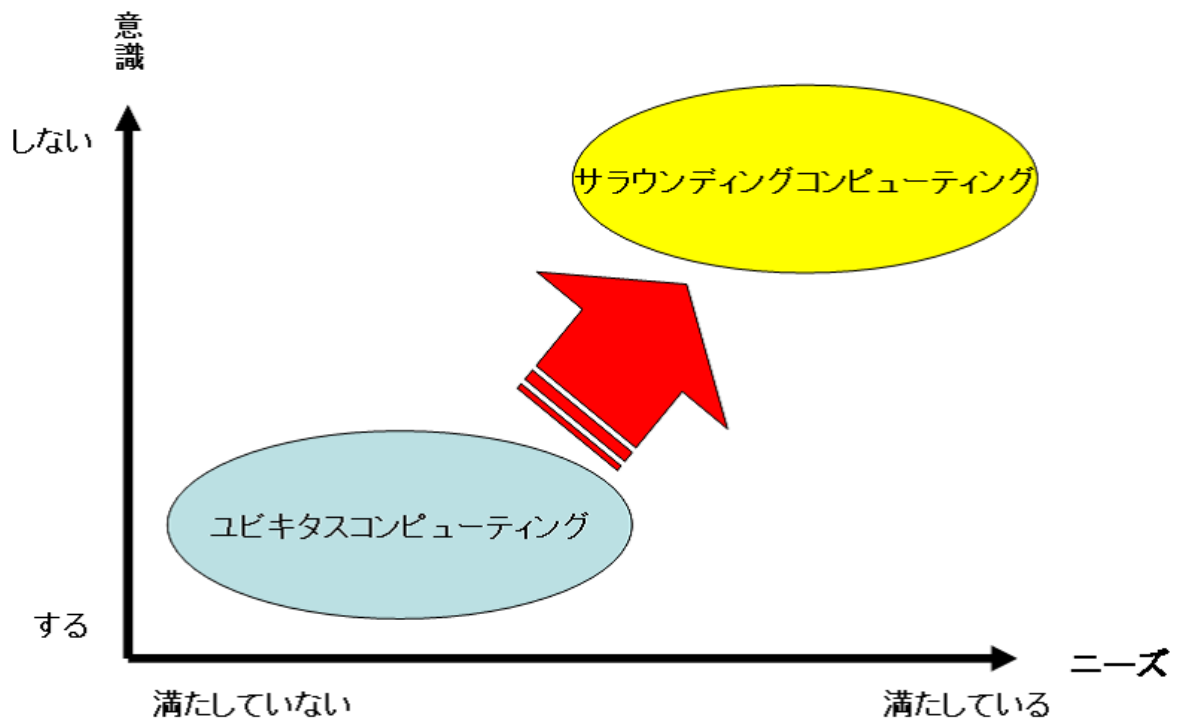 意識
しない
サラウンディングコンピューティング
ユビキタスコンピューティング
する
ニーズ
満たしていない
満たしている